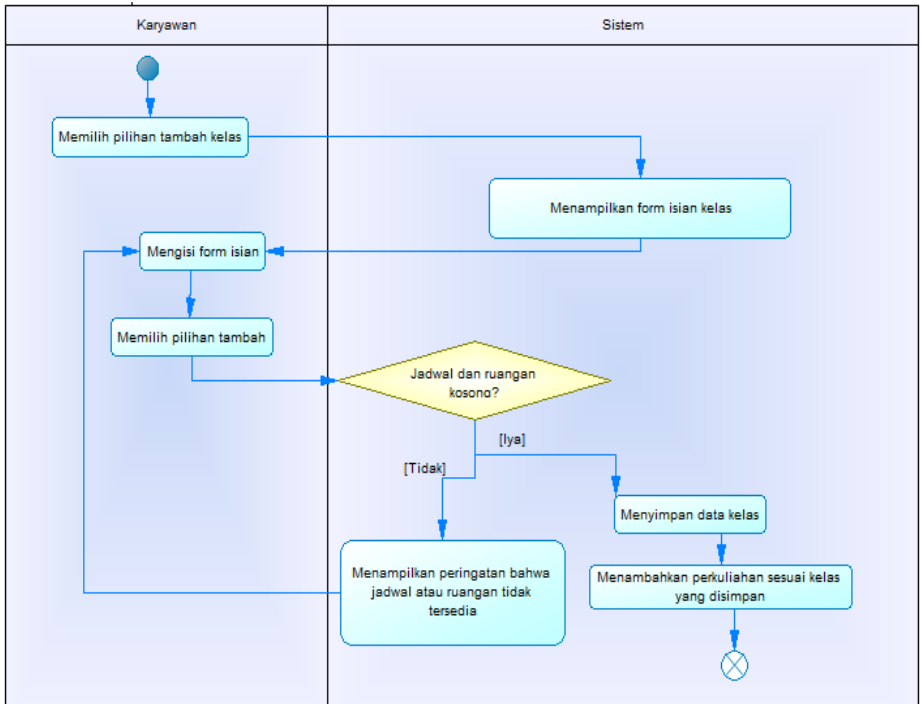 Karyawan
Sistem
Memilih pilihan tambah kelas
Menampilkan form isian kelas
Mengisi form isian
Memilih pilihan tambah
Jadwal dan ruangan
kosong?
[Iya]
[Tidak]
Menyimpan data kelas
Menampilkan peringatan bahwa
jadwal atau ruangan tidak
tersedia
Menambahkan perkuliahan sesuai kelas
yang disimpan